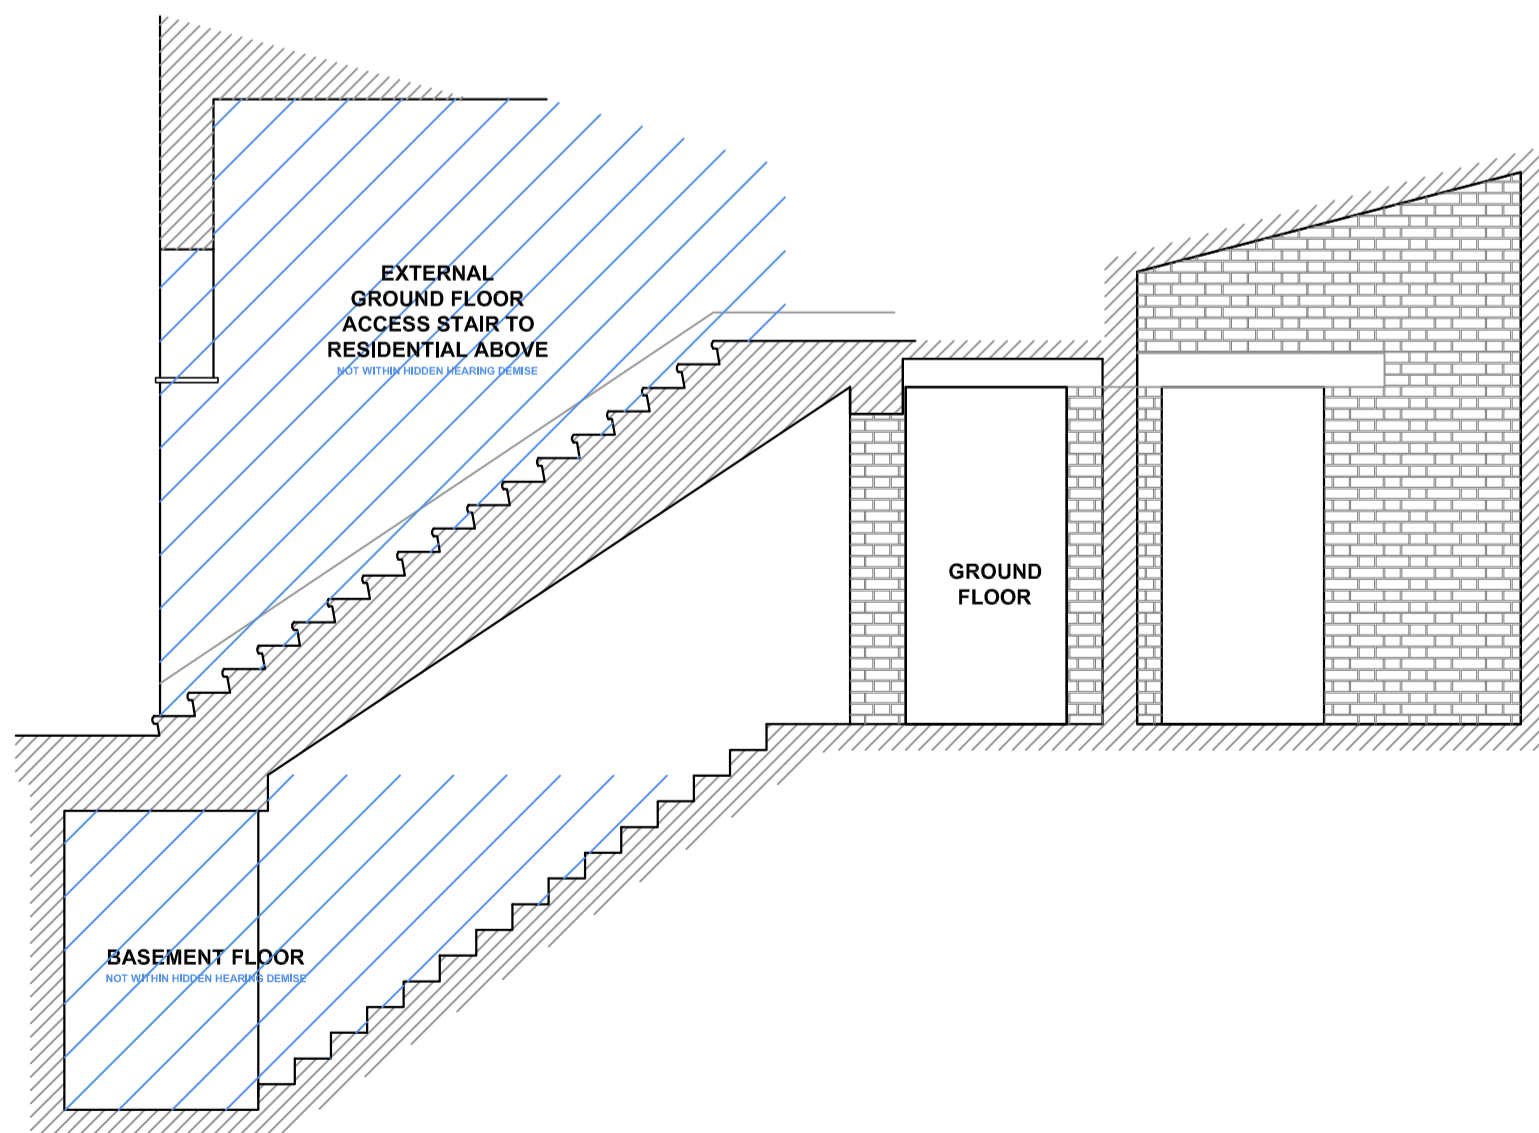 EXTERNAL
GROUND FLOOR
ACCESS STAIR TO
RESIDENTIAL ABOVE
NOT WITHIN HIDDEN HEARING DEMISE
GROUND
FLOOR
BASEMENT FLOOR
NOT WITHIN HIDDEN HEARING DEMISE